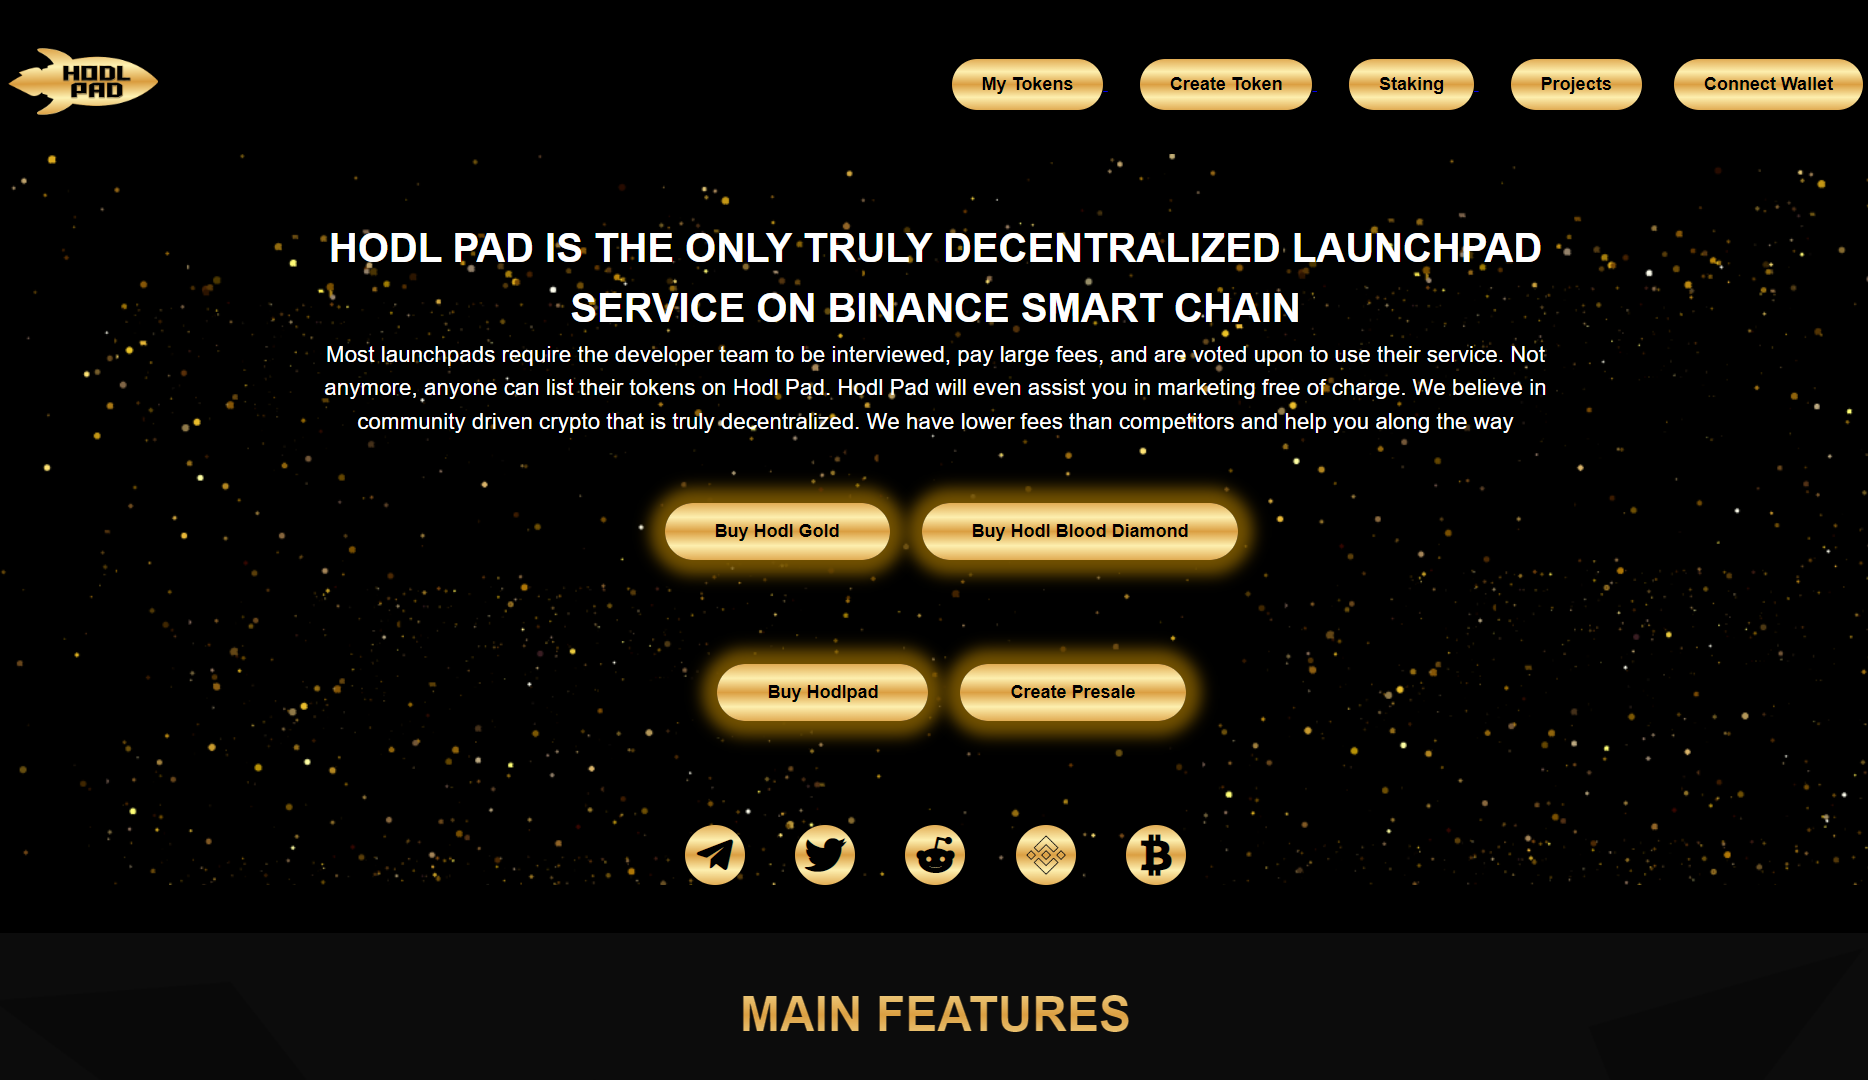 HODL
PAD
My Tokens
Create Token
Staking
Projects
Connect Wallet
HODL PAD IS THE ONLY TRULY DECENTRALIZED LAUNCHPAD
SERVICE ON BINANCE SMART CHAIN
Most launchpads require the developer team to be interviewed, pay large fees, and are voted upon to use their service. Not
anymore, anyone can list their tokens on Hodl Pad. Hodl Pad will even assist you in marketing free of charge. We believe in
community driven crypto that is truly decentralized. We have lower fees than competitors and help you along the way
Buy Hodl Gold
Buy Hodl Blood Diamond
Buy Hodlpad
Create Presale
MAIN FEATURES